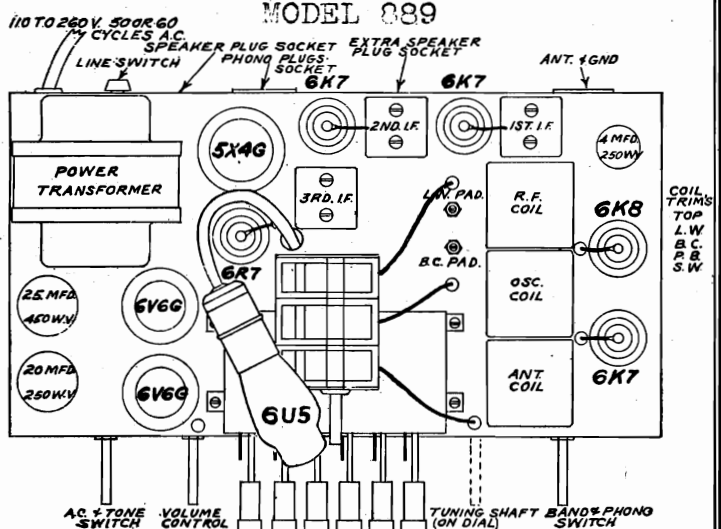 MODEL 889
110 TO 260 V. 50 OR 60
CYCLES A.C.
SPEAKER PLUG SOCKET
PHONO PLUGS
SOCKET
EXTRA SPEAKER
PLUG SOCKET
LINE SWITCH
ANT. & GND
6K7
6K7
2ND. I.F.
1ST. I.F.
5X4G
4 MFD.
250WV
POWER
TRANSFORMER
3RD. I.F.
L.W. PAD.
R.F.
COIL
COIL
TRIM'S
TOP
L.W.
B.C.
P.B.
S.W.
6K8
6R7
B.C. PAD.
25 MFD.
450 W.V
6V6G
OSC.
COIL
20 MFD
250 W.V
6V6G
6U5
ANT.
COIL
6K7
A.C. & TONE
SWITCH
VOLUME
CONTROL
TUNING SHAFT
(ON DIAL)
BAND & PHONO
SWITCH